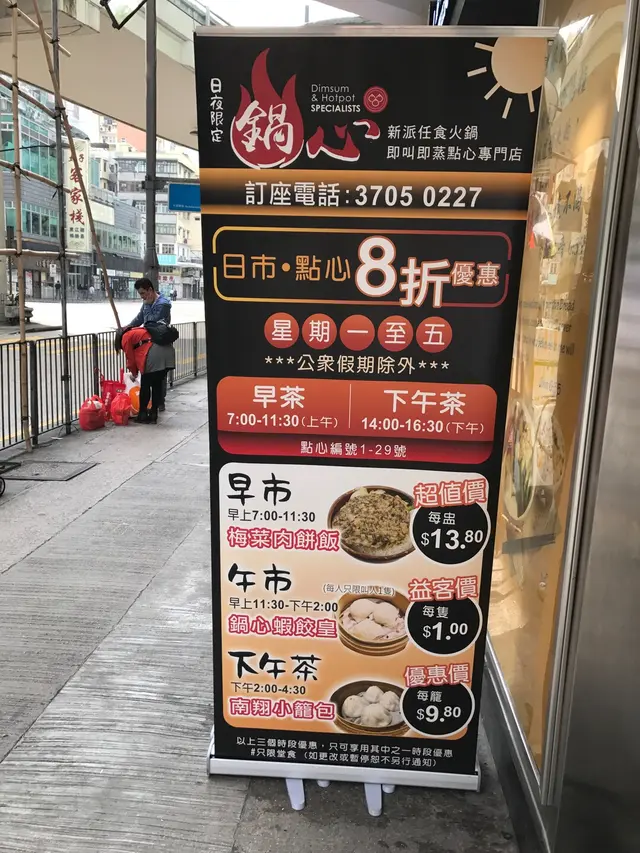 日夜限定
鍋心
Dimsum
& Hotpot
SPECIALISTS
新派任食火鍋
即叫即蒸點心專門店
訂座電話:3705 0227
日市•點心8折優惠
星期一至五
***公眾假期除外***
早茶
7:00-11:30(上午)
下午茶
14:00-16:30(下午)
點心編號1-29號
早市
早上7:00-11:30
梅菜肉餅飯
超值價
每盅
$13.80
午市
(每人只限叫1隻)
早上11:30-下午2:00
鍋心蝦餃皇
益客價
每隻
$1.00
下午茶
下午2:00-4:30
南翔小籠包
優惠價
每籠
$9.80
以上三個時段優惠，只可享用其中之一時段優惠
#只限堂食 (如更改或暫停恕不另行通知)
客家棧